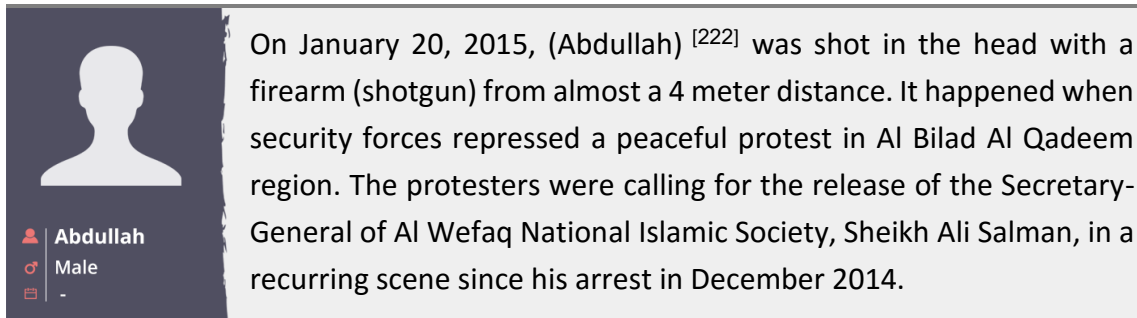 On January 20, 2015, (Abdullah) [222] was shot in the head with a
firearm (shotgun) from almost a 4 meter distance. It happened when
security forces repressed a peaceful protest in Al Bilad Al Qadeem
region. The protesters were calling for the release of the Secretary-
General of Al Wefaq National Islamic Society, Sheikh Ali Salman, in a
recurring scene since his arrest in December 2014.
Abdullah
Male
-